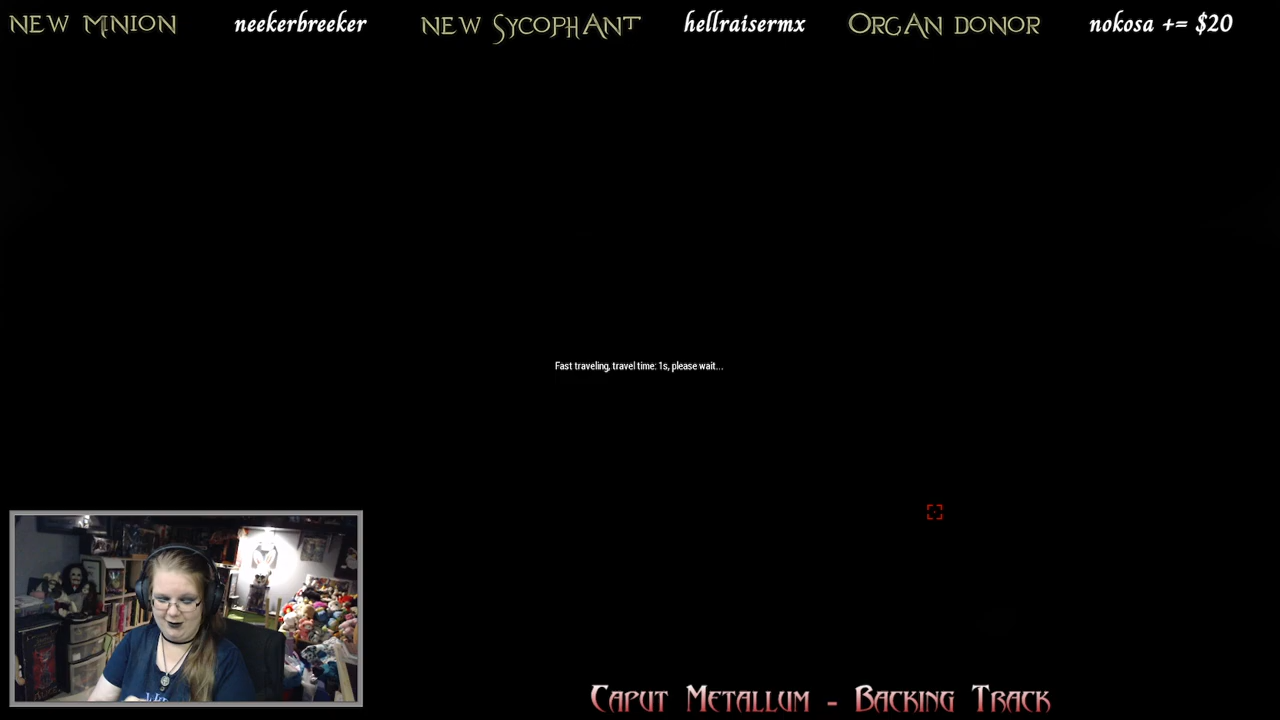 NEW MINION neekerbreeker NEW SYCOPHANT hellraisermx ORGAN DONOR nokosa += $20
Fast traveling, travel time: 1s, please wait...
CAPUT METALLUM - BACKING TRACK